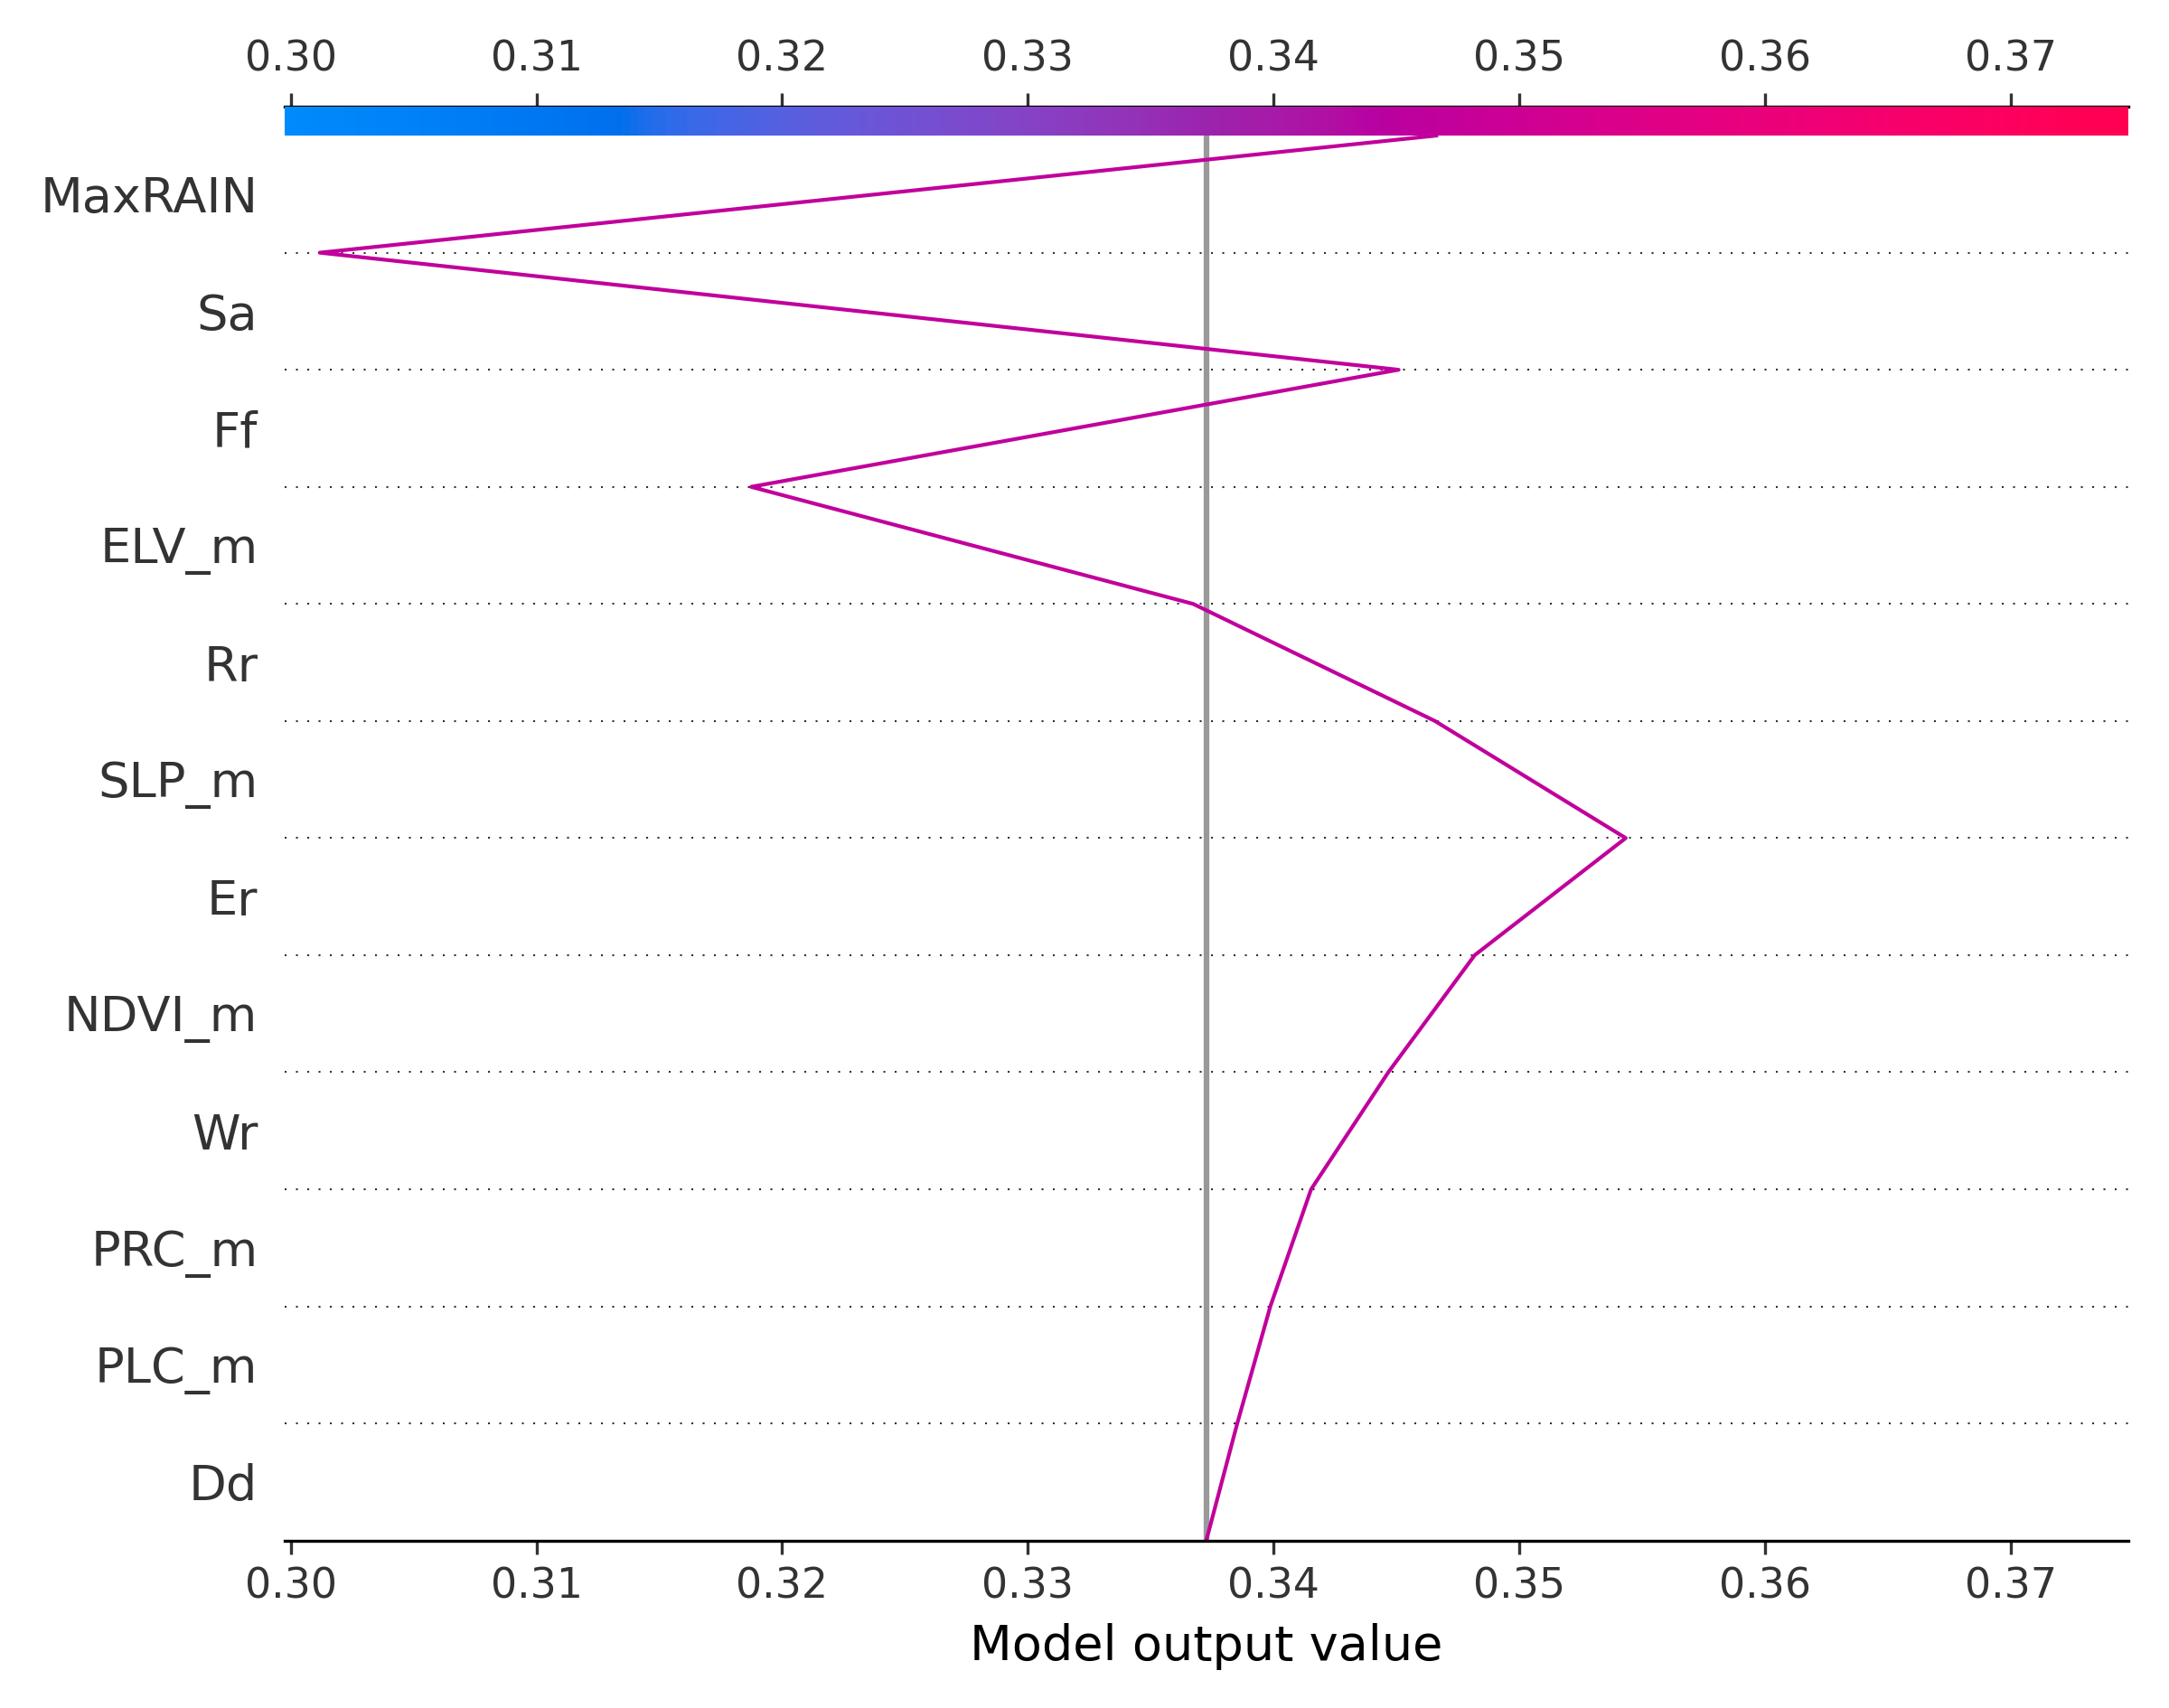 0.30 0.31 0.32 0.33 0.34 0.35 0.36 0.37
MaxRAIN
Sa
Ff
ELV_m
Rr
SLP_m
Er
NDVI_m
Wr
PRC_m
PLC_m
Dd
0.30 0.31 0.32 0.33 0.34 0.35 0.36 0.37
Model output value